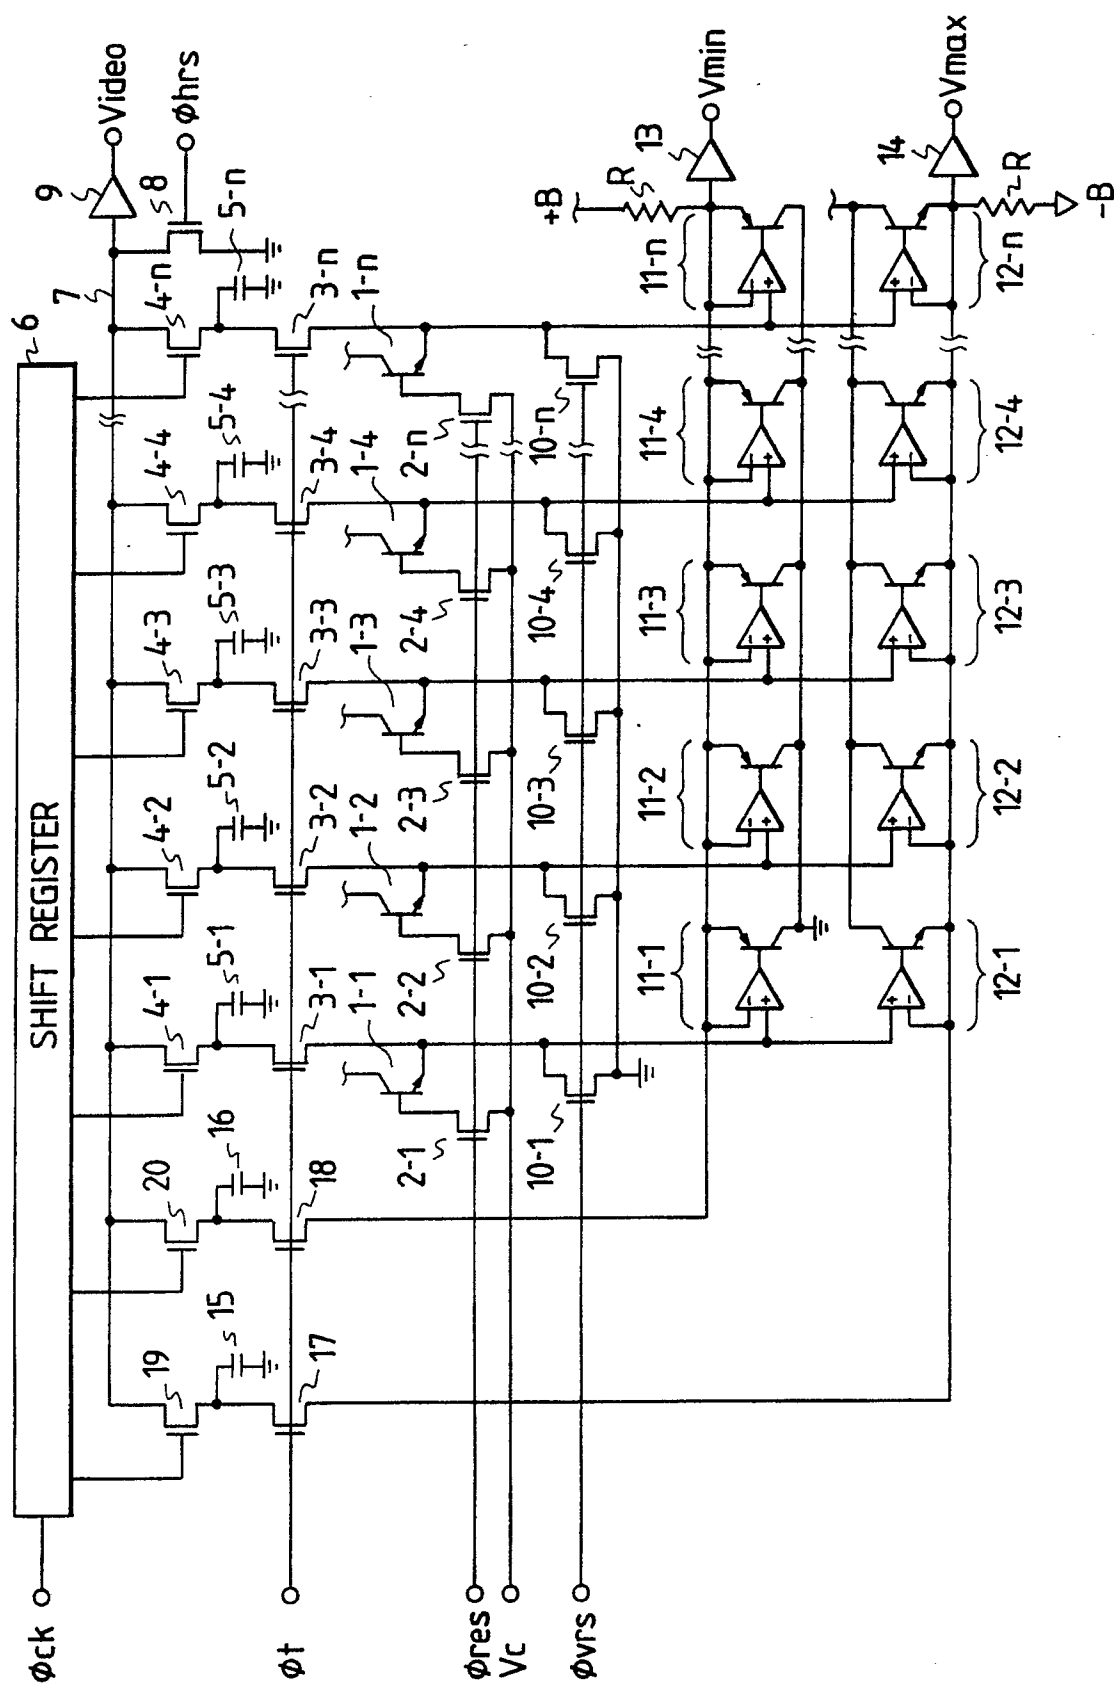 SHIFT REGISTER
6
φck
7
9
Video
8
φhrs
19
20
4-1
4-2
4-3
4-4
4-n
15
16
5-1
5-2
5-3
5-4
5-n
φt
17
18
3-1
3-2
3-3
3-4
3-n
1-1
1-2
1-3
1-4
1-n
2-1
2-2
2-3
2-4
2-n
φres
Vc
φvrs
10-1
10-2
10-3
10-4
10-n
+B
R
13
Vmin
11-1
11-2
11-3
11-4
11-n
- + - + - + - + - +
+ - + - + - + - + -
14
Vmax
R
-B
12-1
12-2
12-3
12-4
12-n